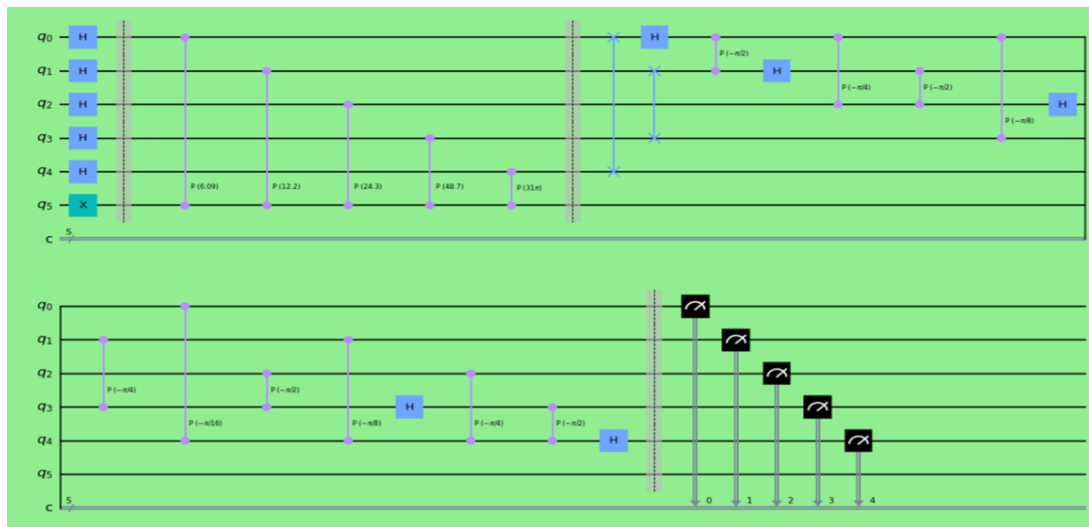 q0 H H
q1 H P (−π/2) H
q2 H P (−π/4) P (−π/2) H
q3 H P (−π/8)
q4 H P (6.09) P (12.2) P (24.3) P (48.7) P (31π)
q5 X
c 5
q0
q1
q2 P (−π/4) P (−π/2)
q3 P (−π/16) P (−π/8) H P (−π/4) P (−π/2)
q4 H
q5
c 5 0 1 2 3 4